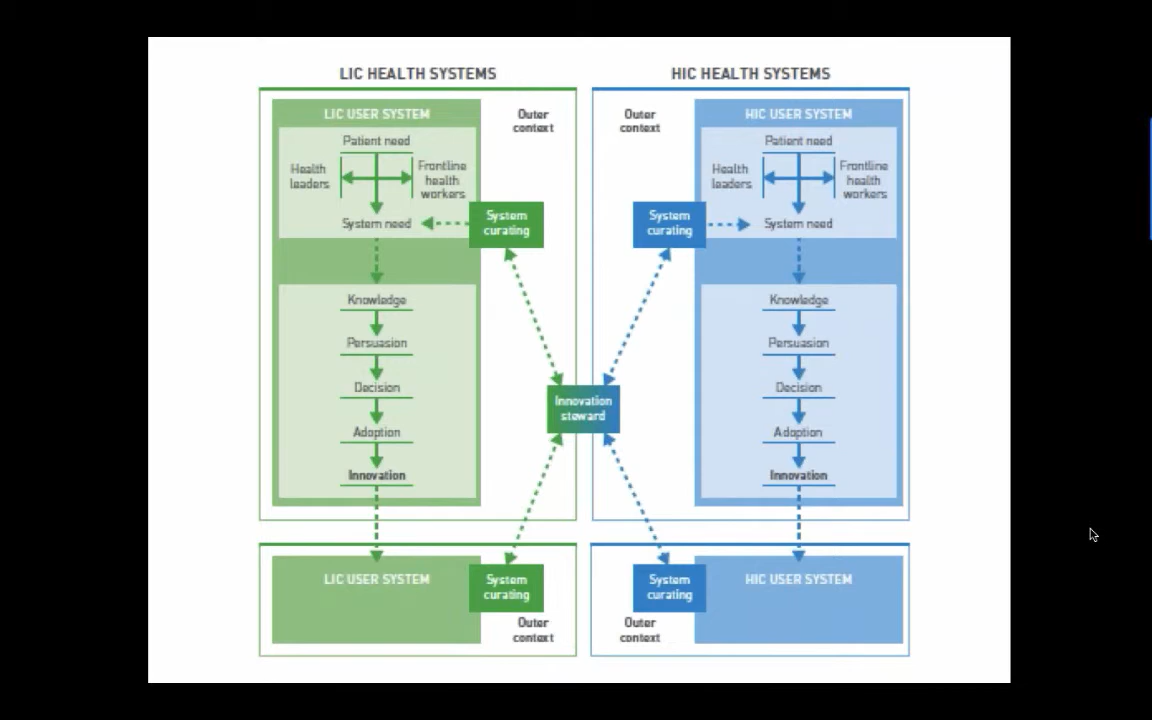 LIC HEALTH SYSTEMS
LIC USER SYSTEM
Outer
context
Patient need
Health
leaders
Frontline
health
workers
System need
System
curating
Knowledge
Persuasion
Decision
Adoption
Innovation
Innovation
steward
HIC HEALTH SYSTEMS
Outer
context
HIC USER SYSTEM
Patient need
Health
leaders
Frontline
health
workers
System
curating
System need
Knowledge
Persuasion
Decision
Adoption
Innovation
LIC USER SYSTEM
System
curating
Outer
context
System
curating
Outer
context
HIC USER SYSTEM